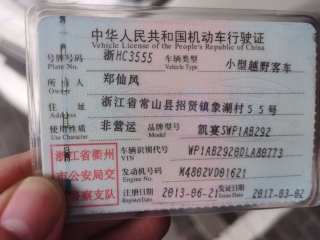 中华人民共和国机动车行驶证
Vehicle License of the People's Republic of China
号牌号码 浙HC3555 车辆类型 小型越野客车
Plate No. Vehicle Type
所有人 郑仙凤
Owner
住址 浙江省常山县招贤镇象湖村55号
Address
使用性质 非营运 品牌型号 凯宴SWP1AB292
Use Character Model
浙江省衢州 车辆识别代号
VIN
市公安局交 发动机号码 M4802VD01621
Engine No.
警察支队 注册日期 2013-06-21 发证日期 2017-03-02
Register Date Issue Date